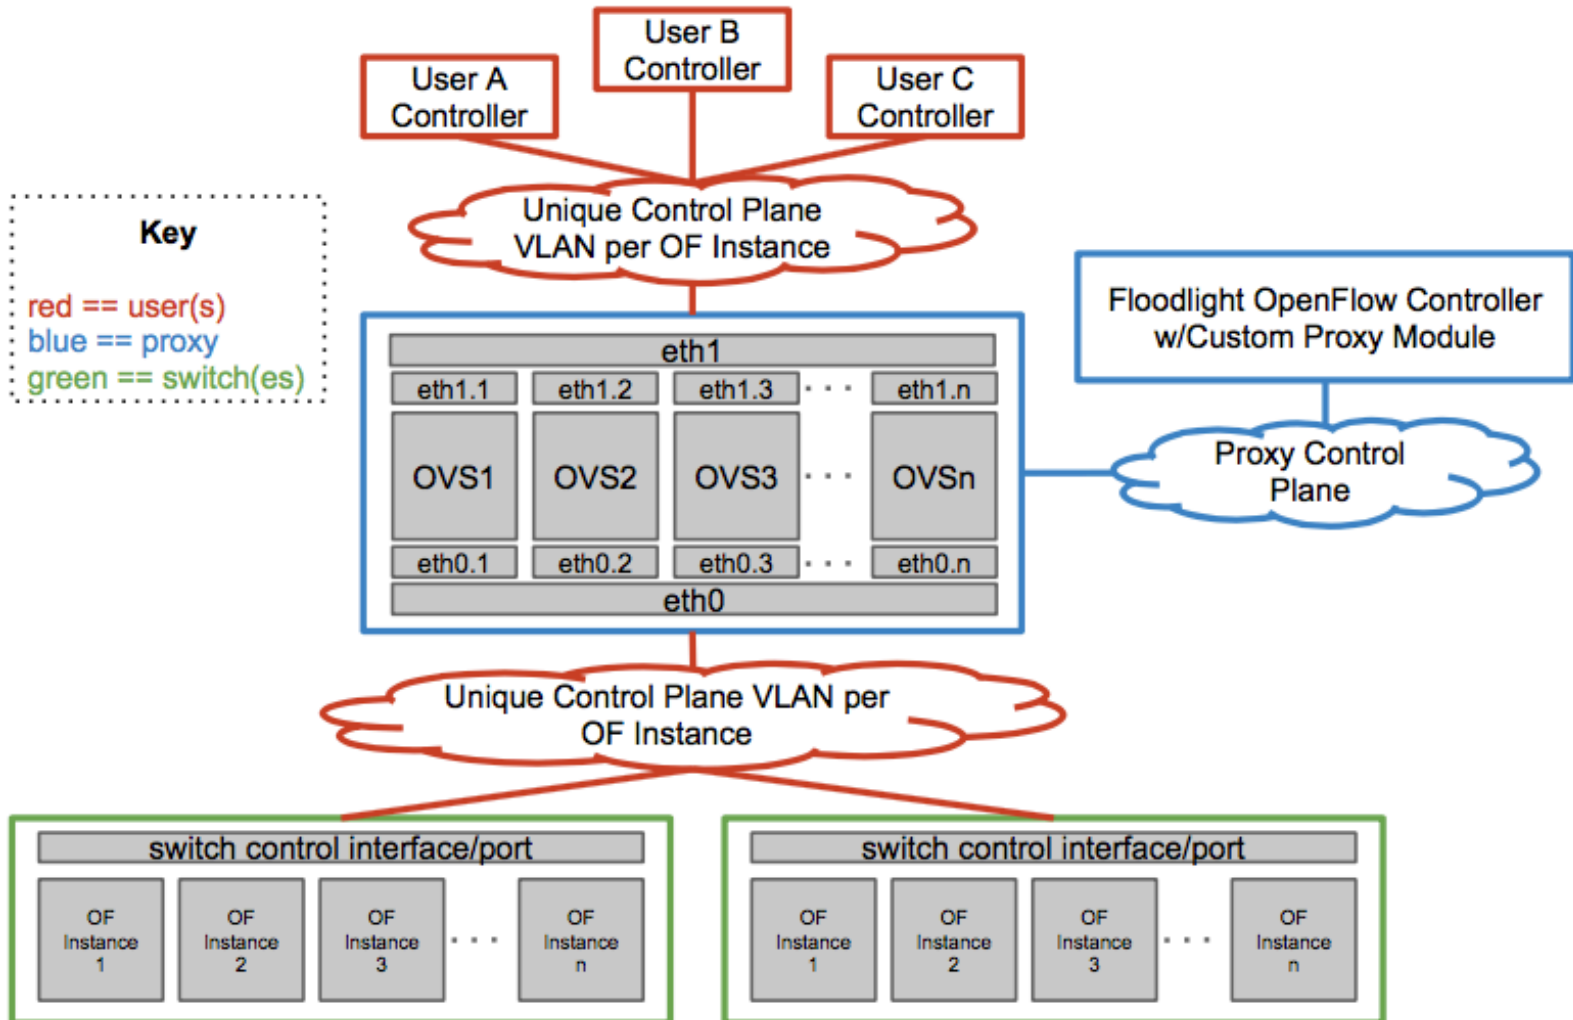 User A
Controller
User B
Controller
User C
Controller
Unique Control Plane
VLAN per OF Instance
Key
red == user(s)
blue == proxy
green == switch(es)
Floodlight OpenFlow Controller
w/Custom Proxy Module
Proxy Control
Plane
eth1
eth1.1 eth1.2 eth1.3 · · · eth1.n
OVS1 OVS2 OVS3 · · · OVSn
eth0.1 eth0.2 eth0.3 · · · eth0.n
eth0
Unique Control Plane VLAN per
OF Instance
switch control interface/port
OF
Instance
1
OF
Instance
2
OF
Instance
3
· · ·
OF
Instance
n
switch control interface/port
OF
Instance
1
OF
Instance
2
OF
Instance
3
· · ·
OF
Instance
n